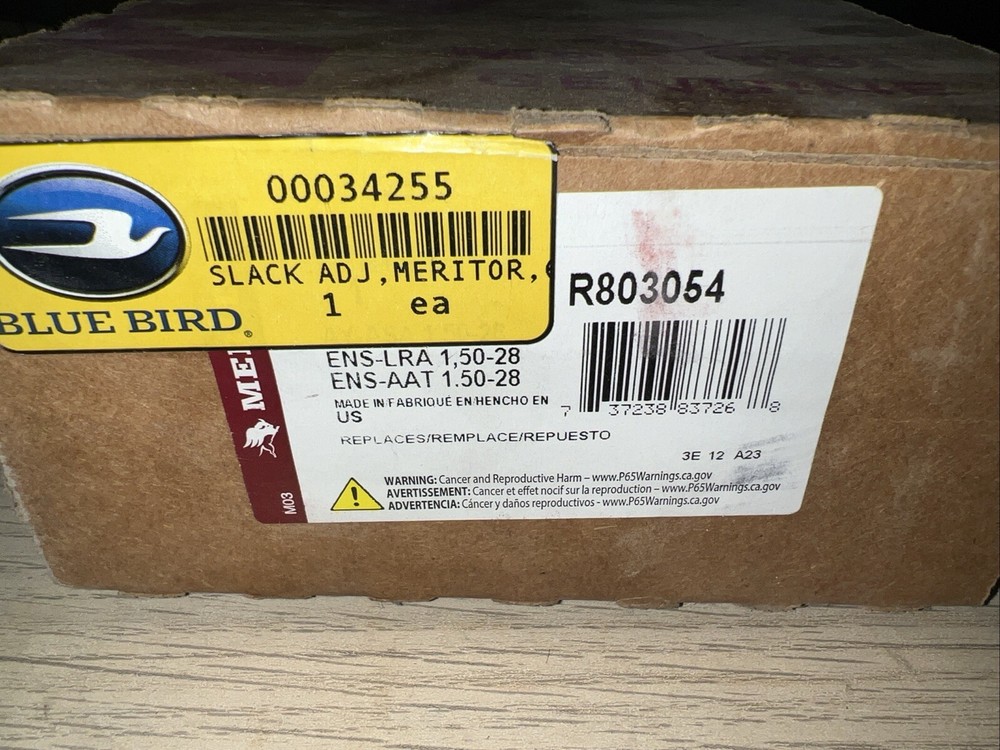 00034255
SLACK ADJ,MERITOR,
1 ea
BLUE BIRD®
R803054
ENS-LRA 1,50-28
ENS-AAT 1.50-28
MADE IN/FABRIQUÉ EN/HENCHO EN
US
REPLACES/REMPLACE/REPUESTO
7 37238 83726 8
3E 12 A23
WARNING: Cancer and Reproductive Harm – www.P65Warnings.ca.gov
AVERTISSEMENT: Cancer et effet nocif sur la reproduction – www.P65Warnings.ca.gov
ADVERTENCIA: Cáncer y daños reproductivos - www.P65Warnings.ca.gov
ME
M03